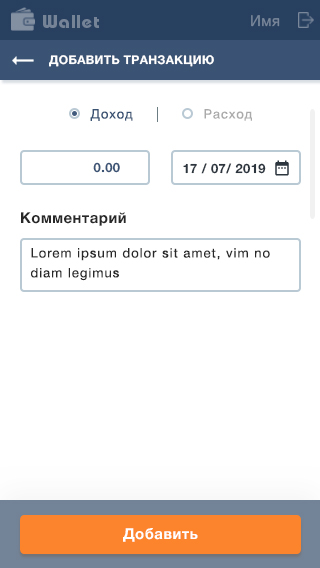 Wallet
Имя
ДОБАВИТЬ ТРАНЗАКЦИЮ
Доход
Расход
0.00
17 / 07/ 2019
Комментарий
Lorem ipsum dolor sit amet, vim no
diam legimus
Добавить